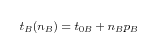 t_B(n_B) = t_{0B} + n_B p_B